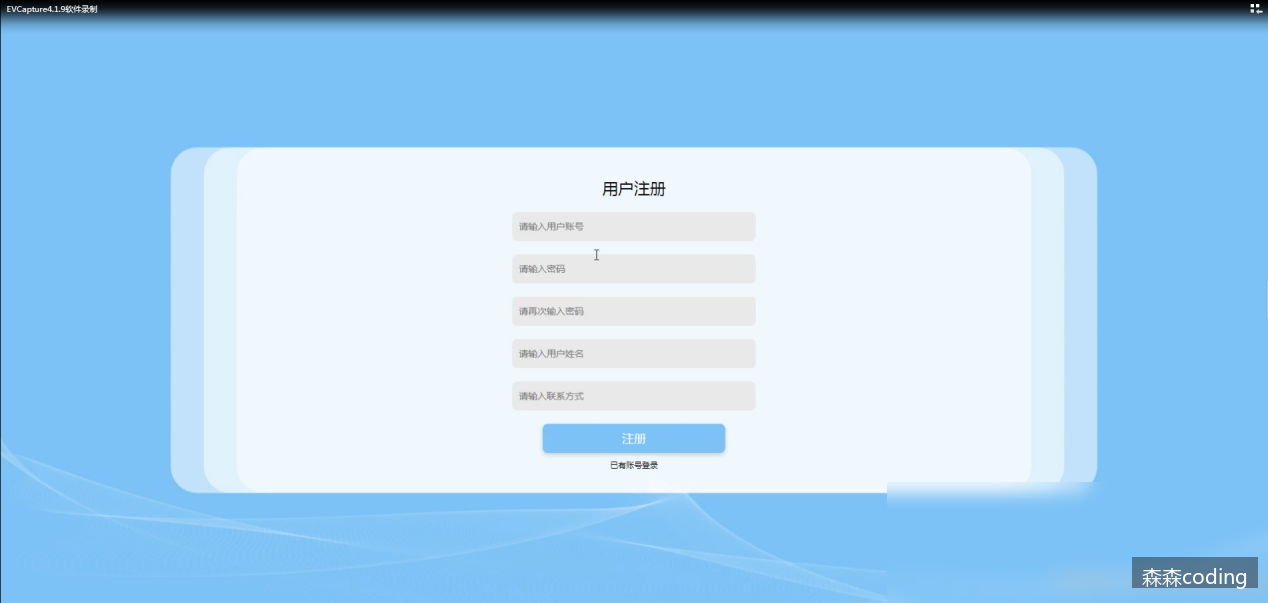 EVCapture4.1.9软件录制
用户注册
请输入用户账号
请输入密码
请再次输入密码
请输入用户姓名
请输入联系方式
注册
已有账号登录
森森coding